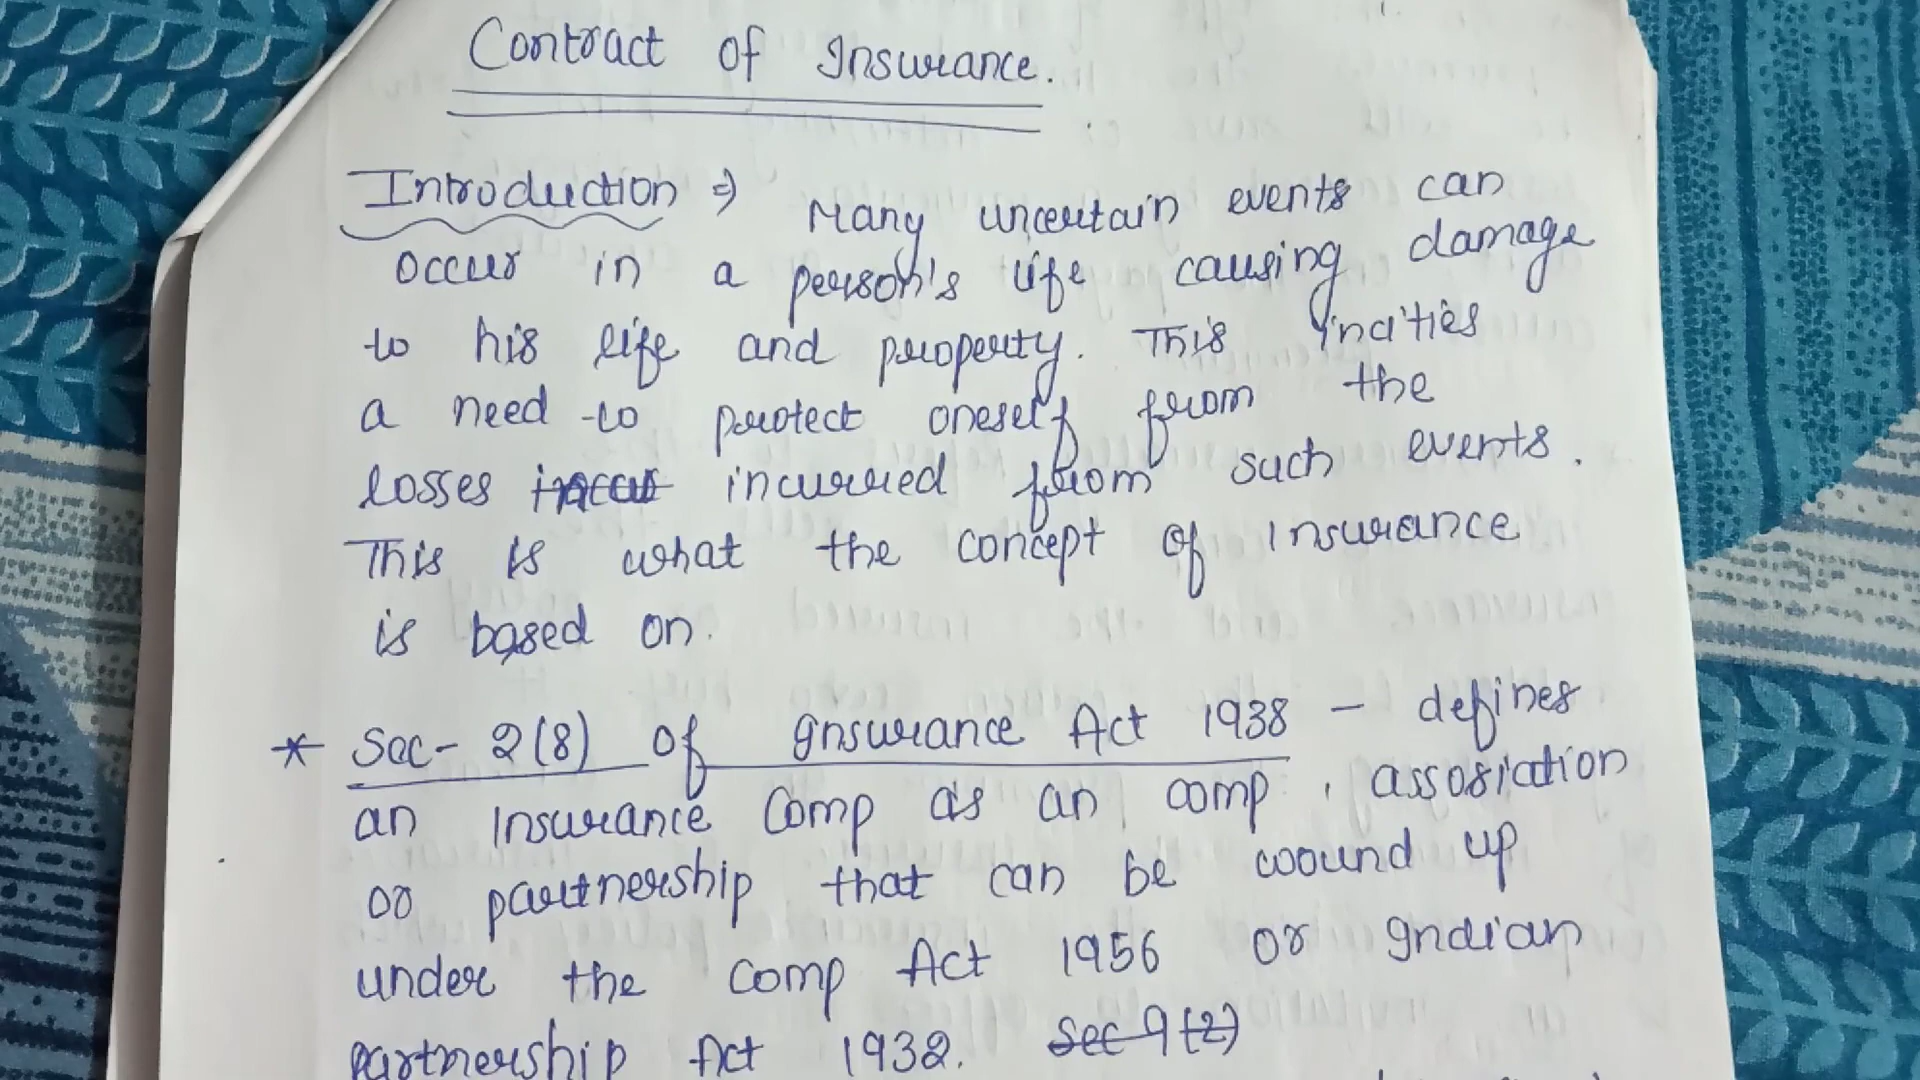 Contract of Insurance.
Introduction ⇒ Many uncertain events can
occur in a person's life causing damage
to his life and property. This incities
a need to protect oneself from the
losses incur incurred from such events.
This is what the concept of insurance
is based on.
* Sec- 2(8) of Insurance Act 1938 - defines
an insurance comp as an comp, assosiation
or partnership that can be woound up
under the comp Act 1956 or Indian
partnership Act 1932. Sec 9(2)